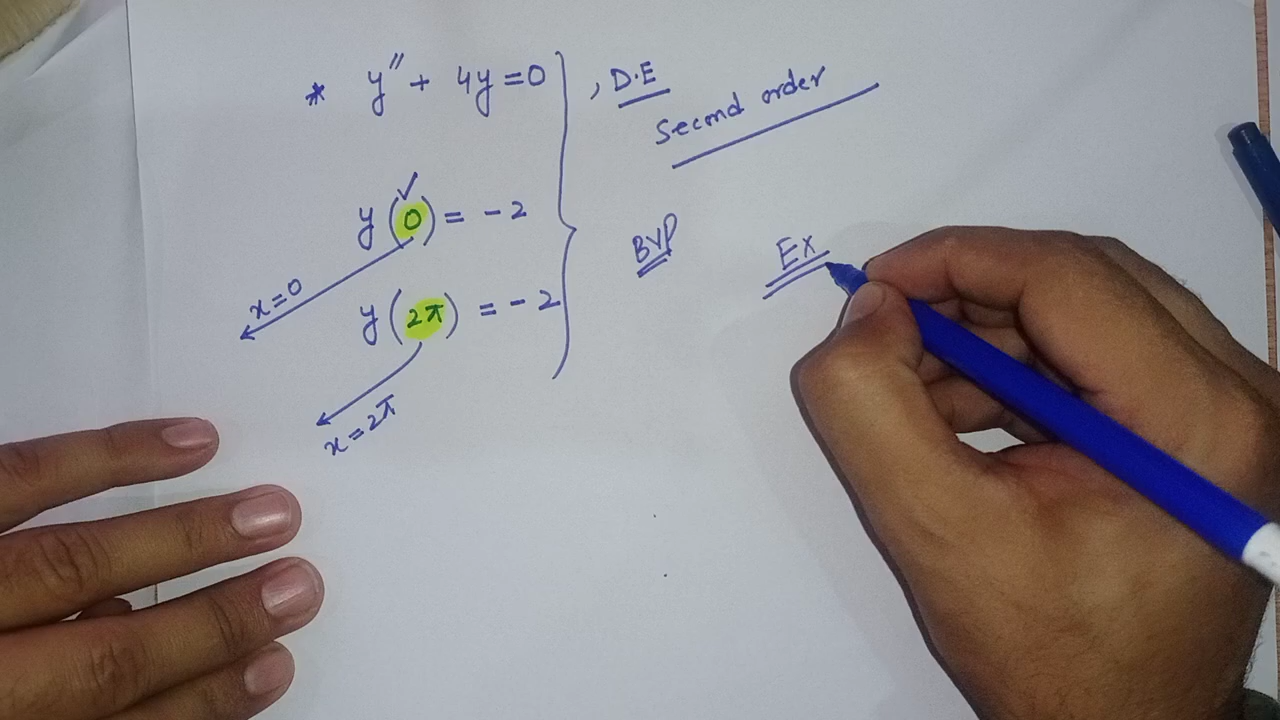 * y'' + 4y = 0 , D.E
Second order
y(0) = -2
BVP
Ex
x = 0
y(2π) = -2
x = 2π